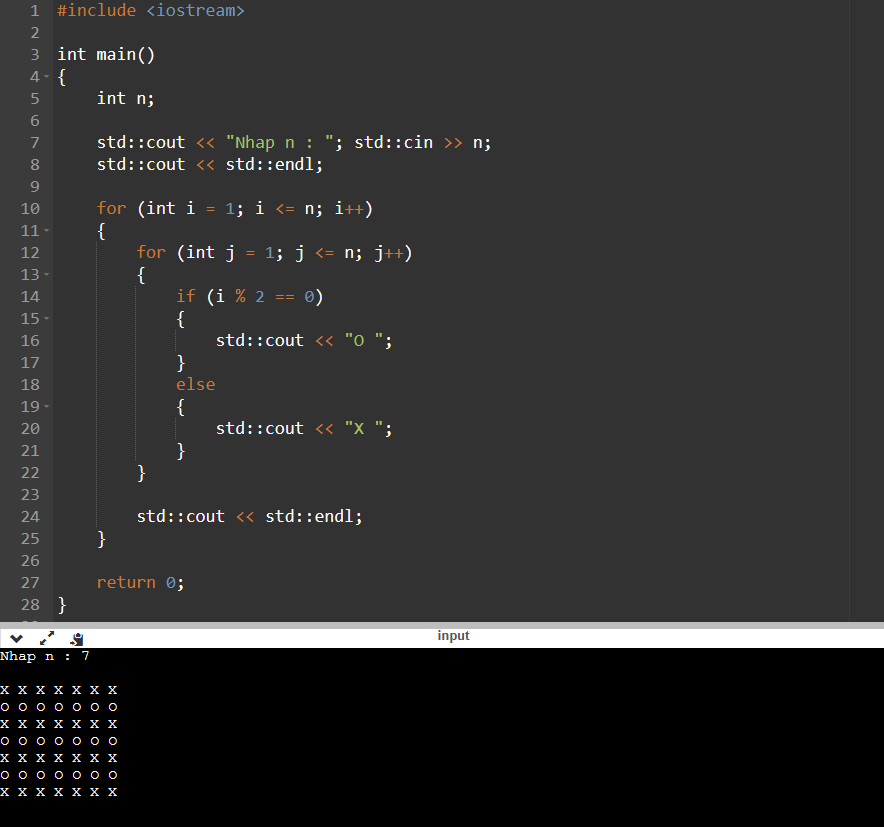 1 #include <iostream>
2
3 int main()
4 {
5     int n;
6
7     std::cout << "Nhap n : "; std::cin >> n;
8     std::cout << std::endl;
9
10     for (int i = 1; i <= n; i++)
11     {
12         for (int j = 1; j <= n; j++)
13         {
14             if (i % 2 == 0)
15             {
16                 std::cout << "O ";
17             }
18             else
19             {
20                 std::cout << "X ";
21             }
22         }
23
24         std::cout << std::endl;
25     }
26
27     return 0;
28 }
input
Nhap n : 7
X X X X X X X
O O O O O O O
X X X X X X X
O O O O O O O
X X X X X X X
O O O O O O O
X X X X X X X